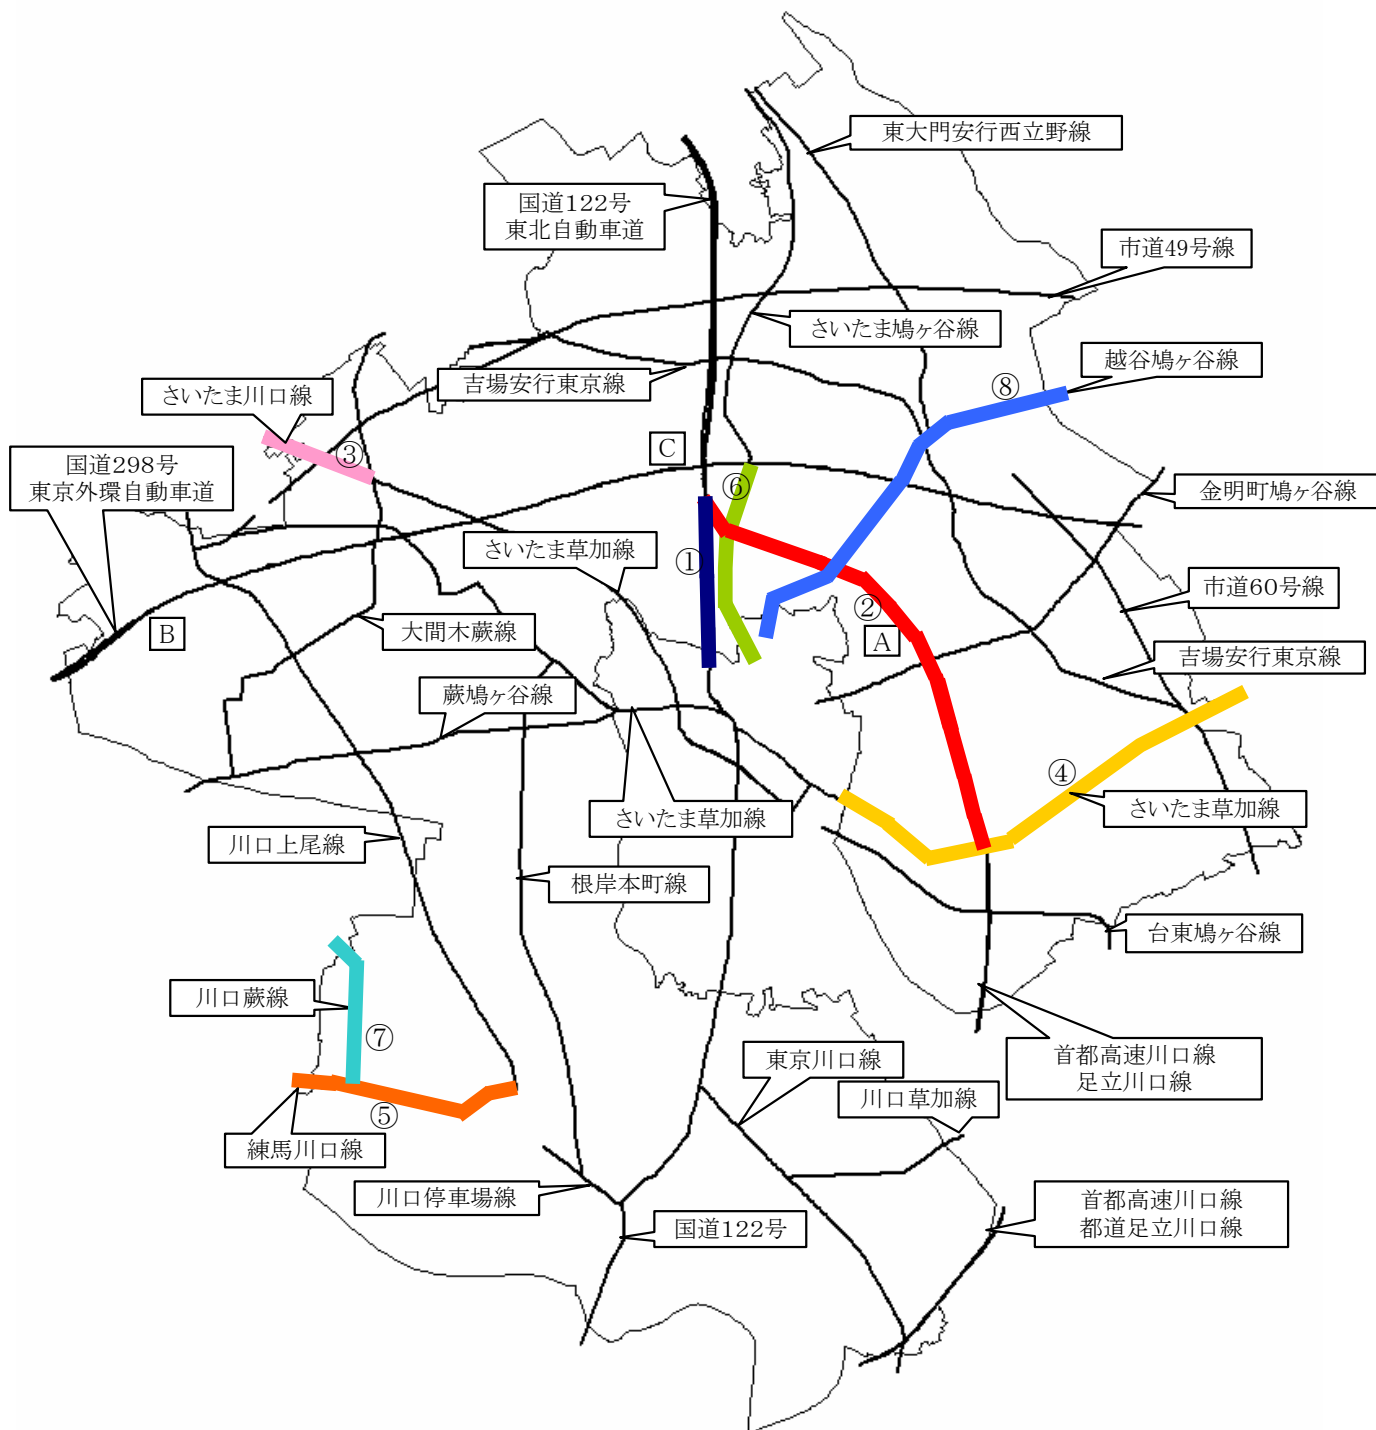 東大門安行西立野線
国道122号
東北自動車道
市道49号線
さいたま鳩ヶ谷線
越谷鳩ヶ谷線
吉場安行東京線
⑧
さいたま川口線
③
C
国道298号
東京外環自動車道
⑥
金明町鳩ヶ谷線
さいたま草加線
①
市道60号線
②
大間木蕨線
B
A
吉場安行東京線
蕨鳩ヶ谷線
④
さいたま草加線
さいたま草加線
川口上尾線
根岸本町線
台東鳩ヶ谷線
川口蕨線
⑦
東京川口線
首都高速川口線
足立川口線
川口草加線
⑤
練馬川口線
川口停車場線
首都高速川口線
都道足立川口線
国道122号